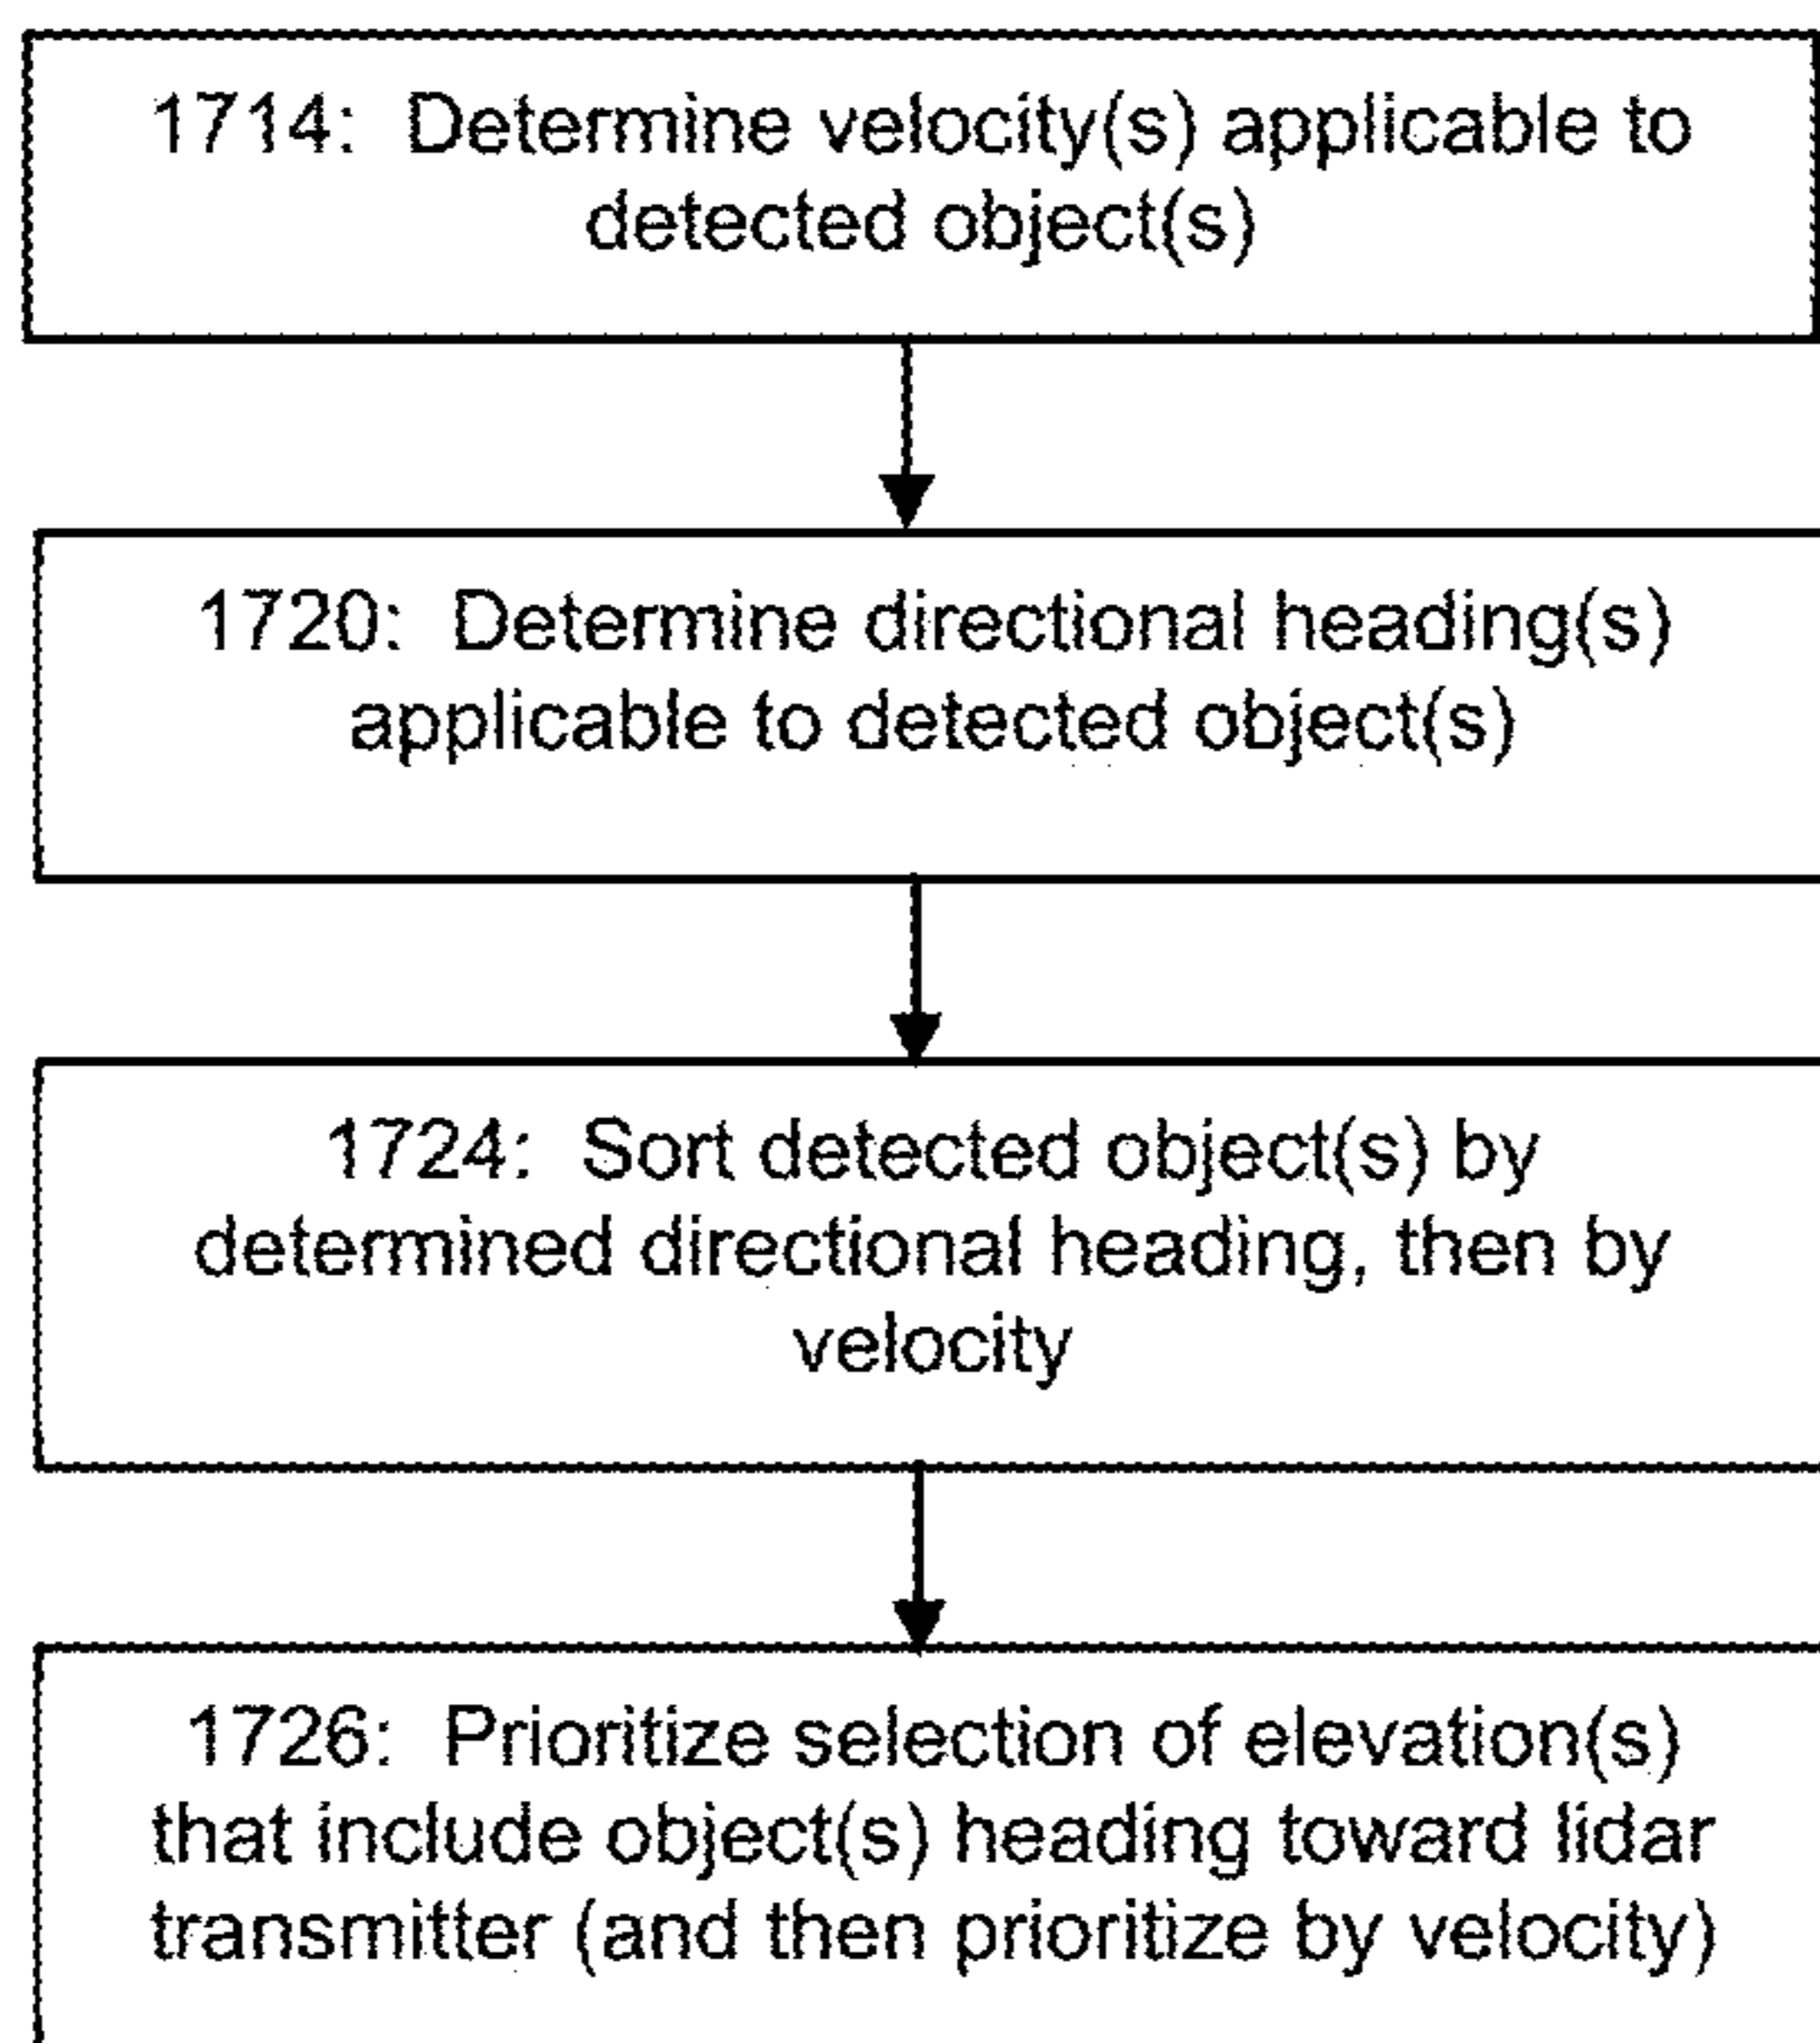 1714: Determine velocity(s) applicable to
detected object(s)
1720: Determine directional heading(s)
applicable to detected object(s)
1724: Sort detected object(s) by
determined directional heading, then by
velocity
1726: Prioritize selection of elevation(s)
that include object(s) heading toward lidar
transmitter (and then prioritize by velocity)